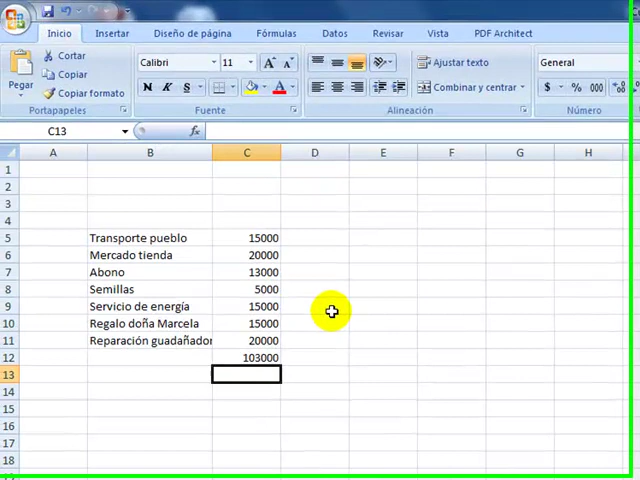 Inicio Insertar Diseño de página Fórmulas Datos Revisar Vista PDF Architect
Cortar
Copiar
Copiar formato
Pegar
Portapapeles
Calibri 11 A A
N K S A
Fuente
Ajustar texto
Combinar y centrar
Alineación
General
$ % 000
Número
C13 fx
A B C D E F G H
1
2
3
4
5 Transporte pueblo 15000
6 Mercado tienda 20000
7 Abono 13000
8 Semillas 5000
9 Servicio de energía 15000
10 Regalo doña Marcela 15000
11 Reparación guadañador 20000
12 103000
13
14
15
16
17
18